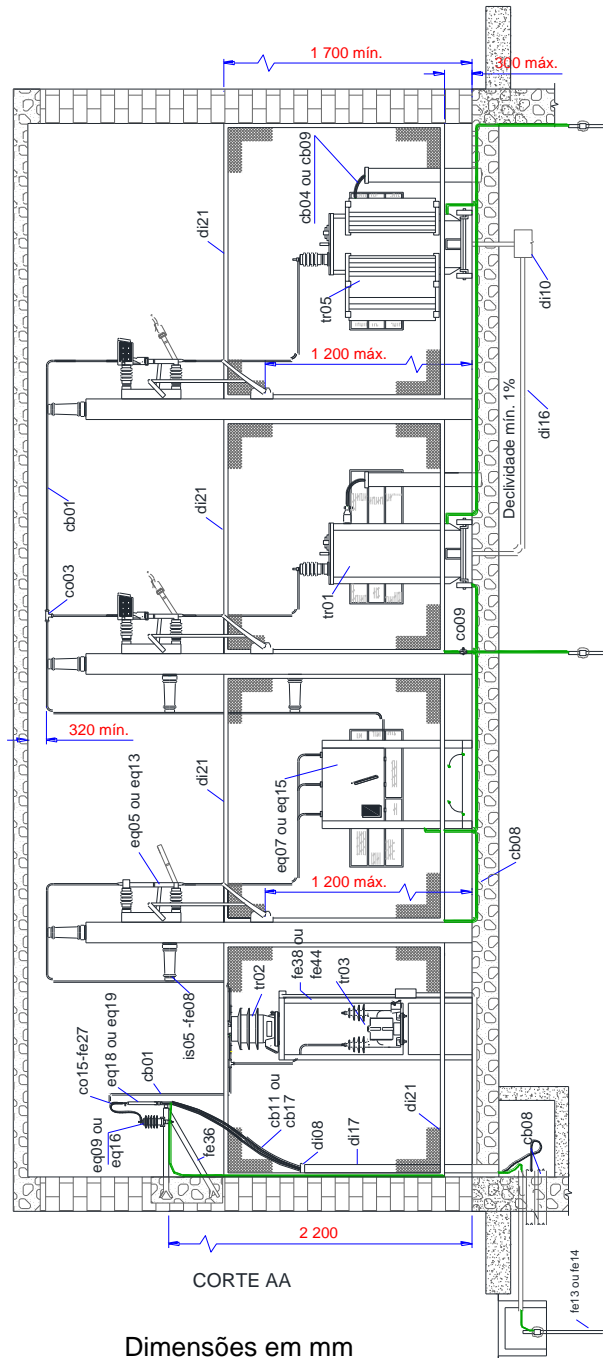 1 700 mín.
300 máx.
cb04 ou cb09
di21
tr05
di10
1 200 máx.
Declividade mín. 1%
di16
cb01
di21
co03
tr01
co09
320 mín.
di21
eq05 ou eq13
eq07 ou eq15
cb08
1 200 máx.
is05 -fe08
tr02
fe38 ou
fe44
tr03
co15-fe27
eq18 ou eq19
cb01
eq09 ou
eq16
fe36
cb11 ou
cb17
di08
di17
di21
cb08
2 200
fe13 ou fe14
CORTE AA
Dimensões em mm